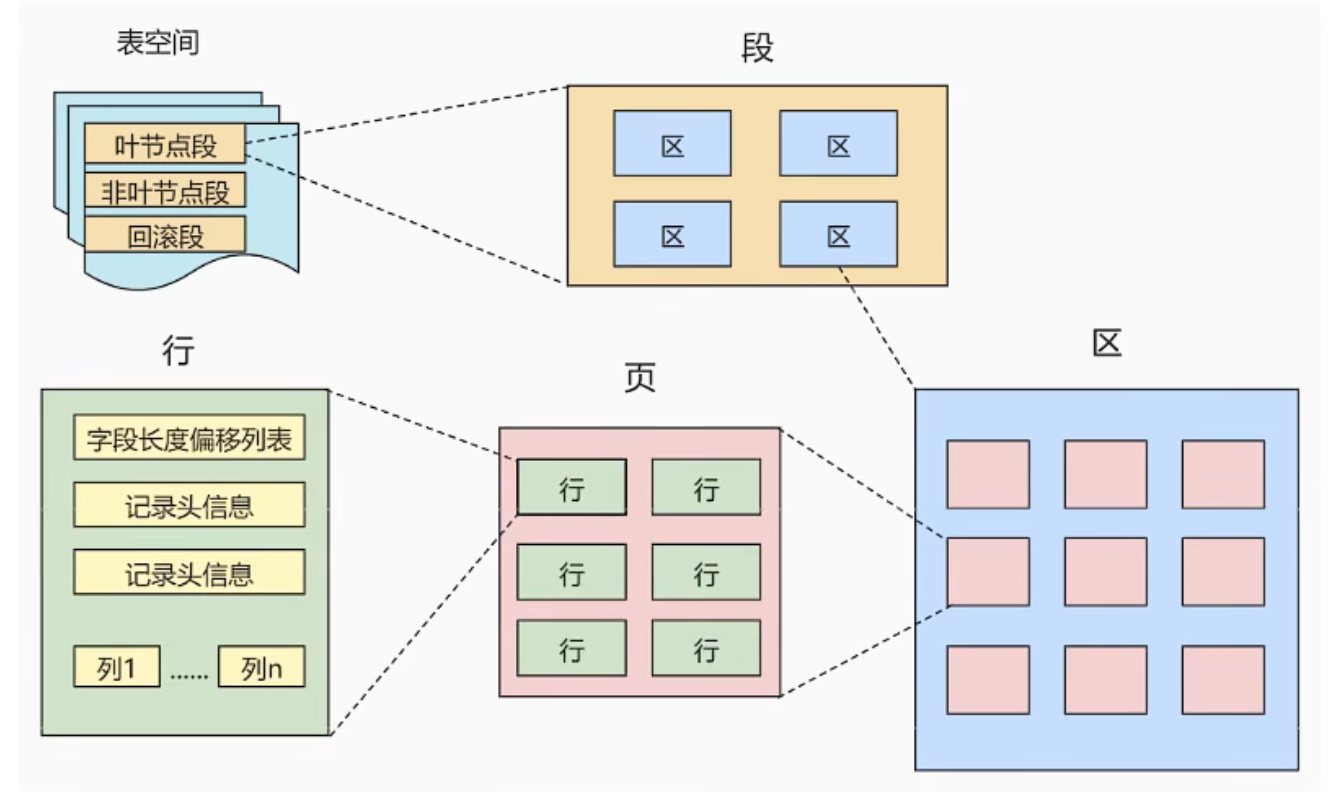 表空间
叶节点段
非叶节点段
回滚段
段
区 区
区 区
行
字段长度偏移列表
记录头信息
记录头信息
列1 ...... 列n
页
行 行
行 行
行 行
区